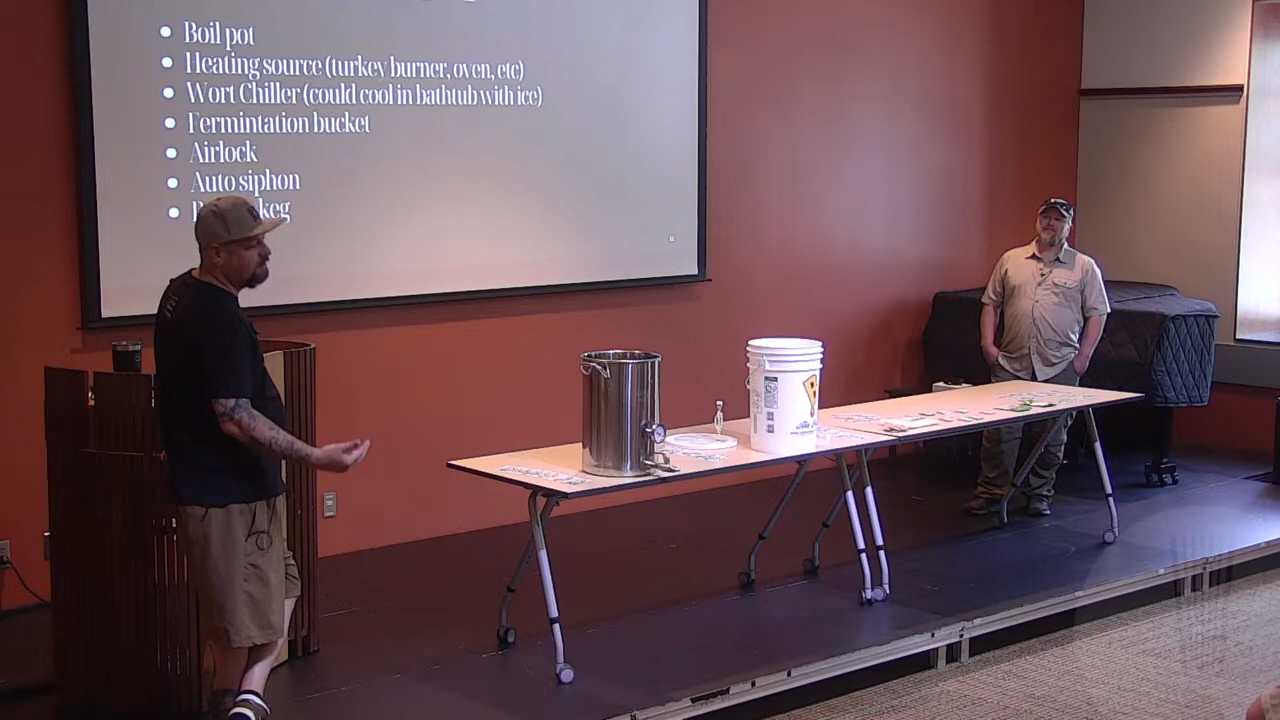 Boil pot
Heating source (turkey burner, oven, etc)
Wort Chiller (could cool in bathtub with ice)
Fermintation bucket
Airlock
Auto siphon
keg